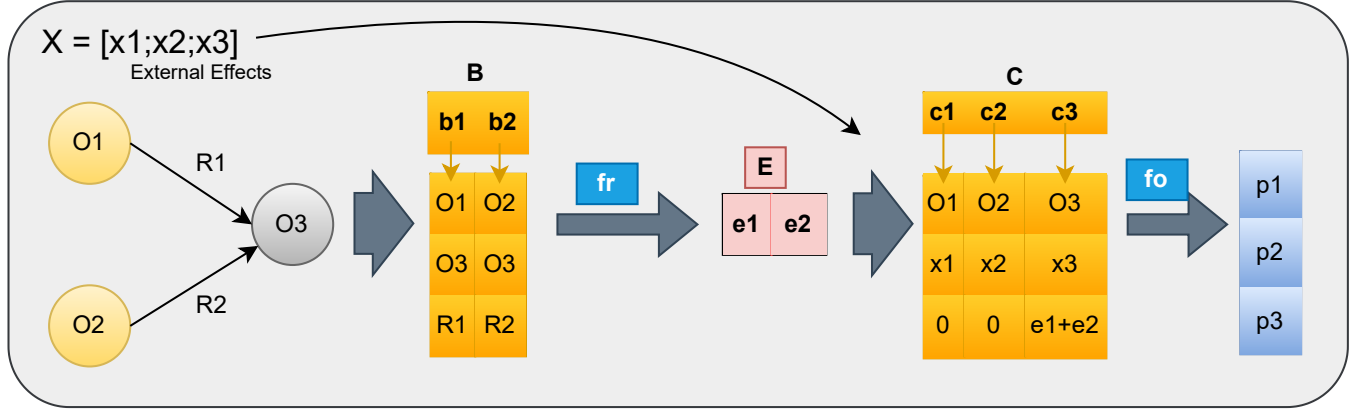 X = [x1;x2;x3]
External Effects
O1
R1
O3
R2
O2
B
b1 b2
O1 O2
O3 O3
R1 R2
fr
E
e1 e2
C
c1 c2 c3
O1 O2 O3
x1 x2 x3
0 0 e1+e2
fo
p1
p2
p3